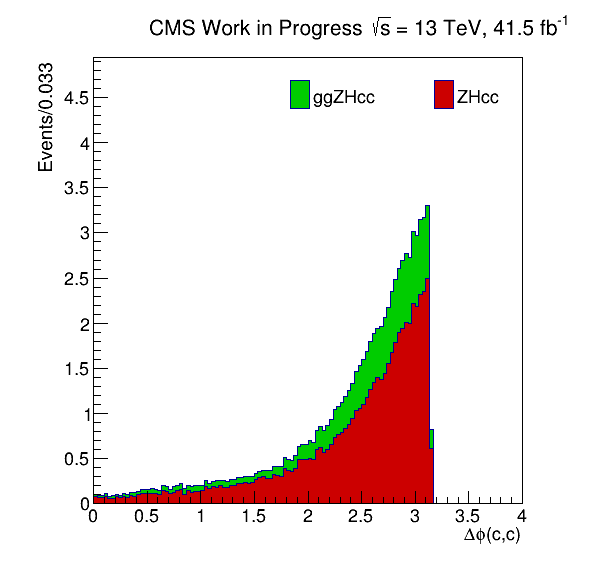 CMS Work in Progress √s = 13 TeV, 41.5 fb⁻¹
Events/0.033
ggZHcc ZHcc
4.5
4
3.5
3
2.5
2
1.5
1
0.5
0
0 0.5 1 1.5 2 2.5 3 3.5 4
Δϕ(c,c)